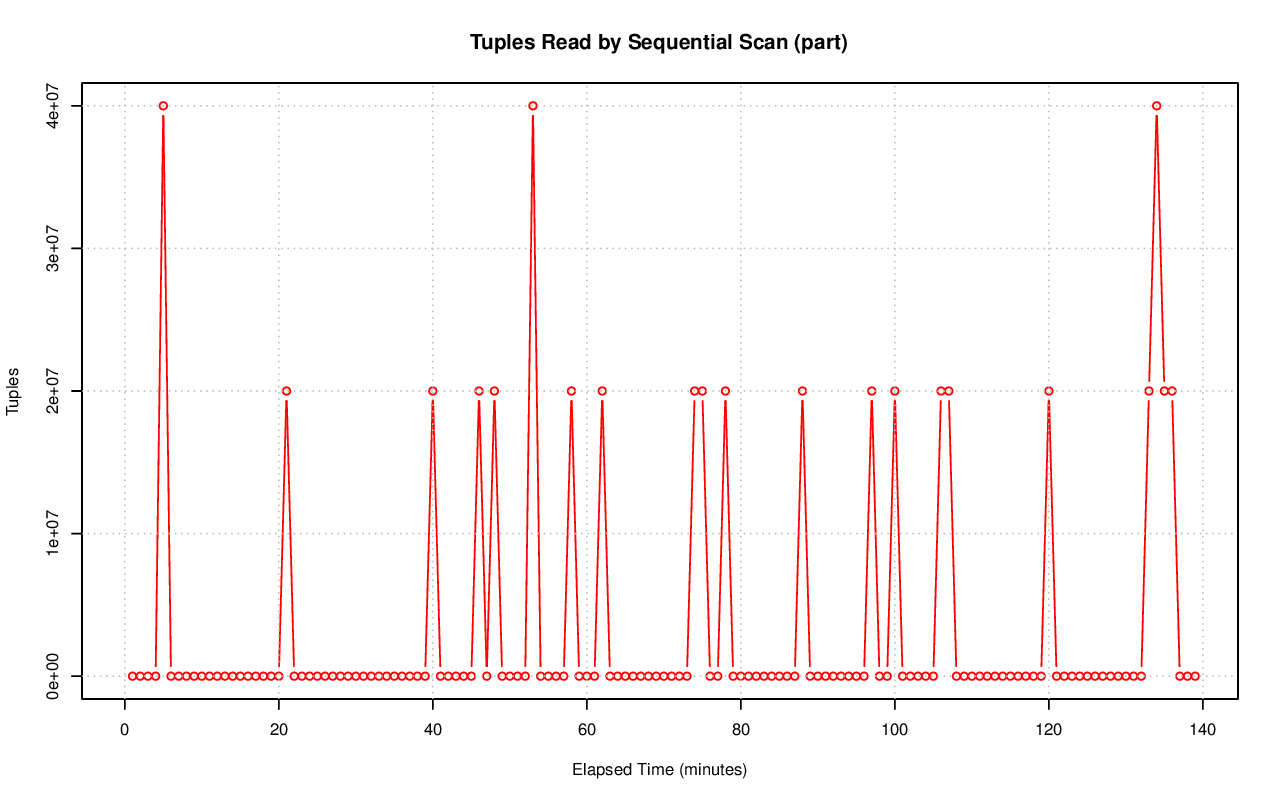 Tuples Read by Sequential Scan (part)
Tuples
4e+07
3e+07
2e+07
1e+07
0e+00
0 20 40 60 80 100 120 140
Elapsed Time (minutes)